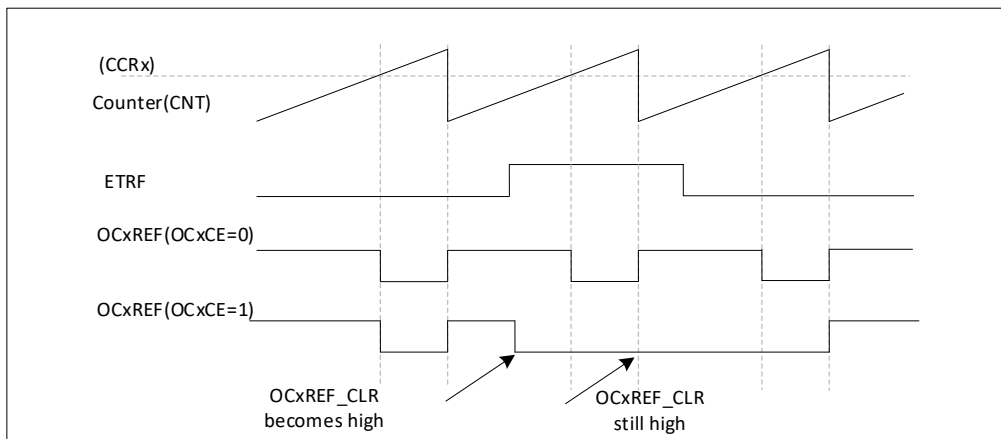 (CCRx)
Counter(CNT)
ETRF
OCxREF(OCxCE=0)
OCxREF(OCxCE=1)
OCxREF_CLR
becomes high
OCxREF_CLR
still high